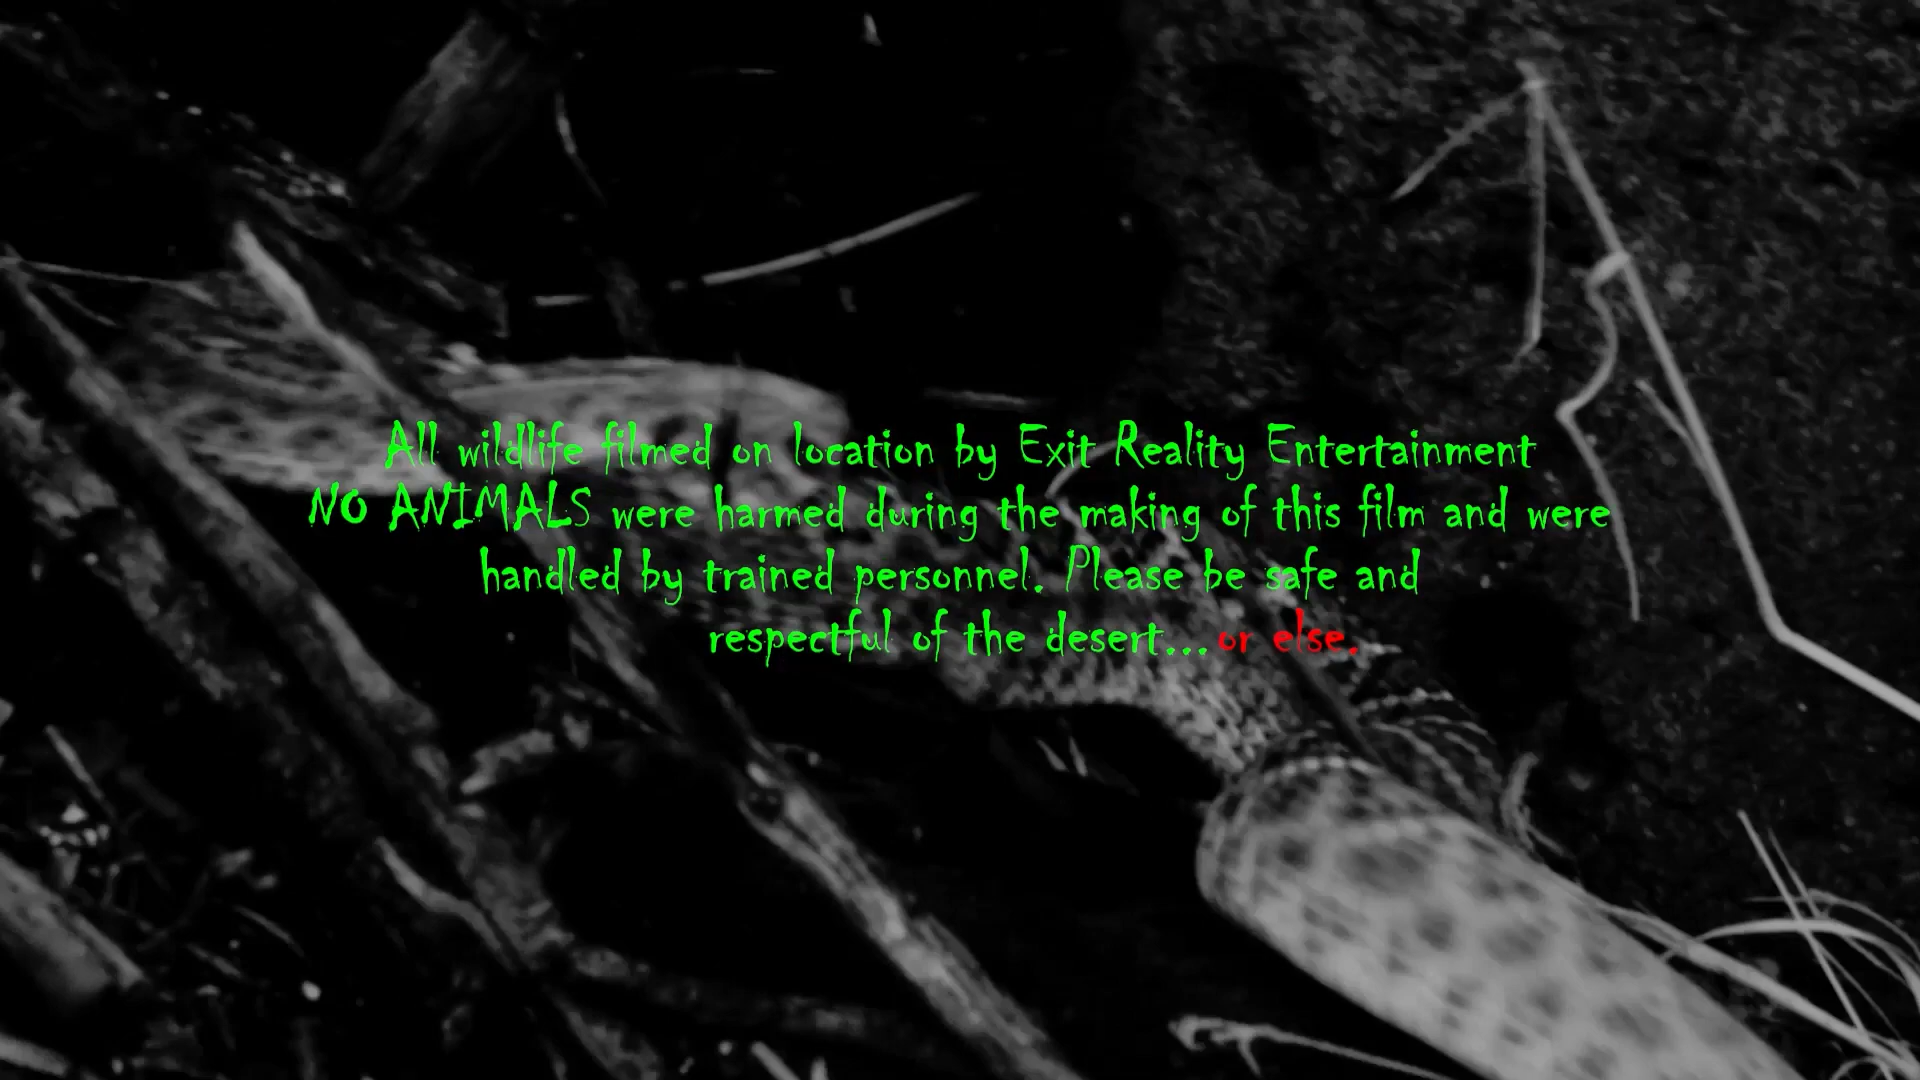 All wildlife filmed on location by Exit Reality Entertainment
NO ANIMALS were harmed during the making of this film and were
handled by trained personnel. Please be safe and
respectful of the desert... or else.